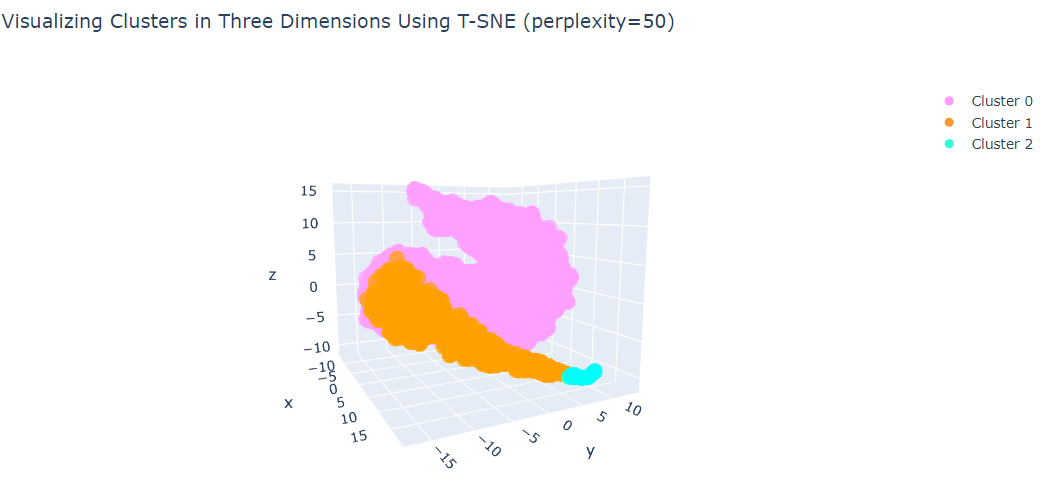 Visualizing Clusters in Three Dimensions Using T-SNE (perplexity=50)
Cluster 0
Cluster 1
Cluster 2
15
10
5
0
−5
−10
z
−10
−5
0
5
10
15
x
−15
−10
−5
0
5
10
y